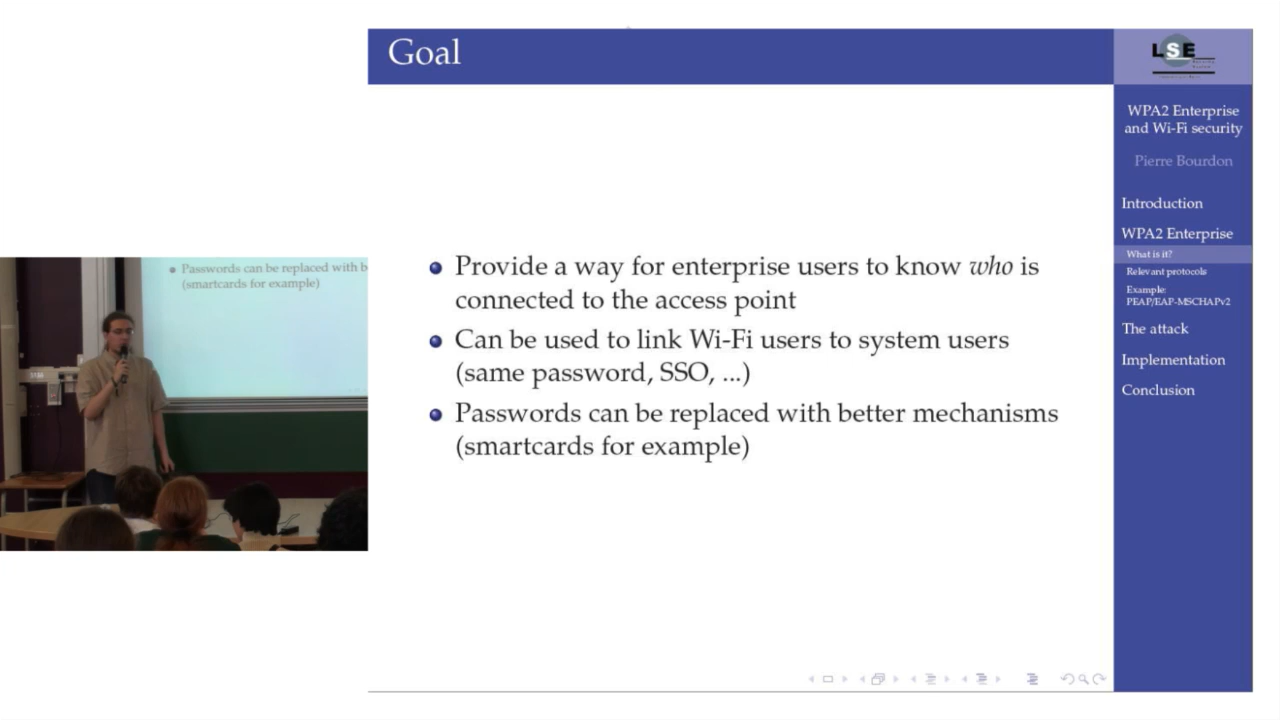 Goal
Provide a way for enterprise users to know who is
connected to the access point
Can be used to link Wi-Fi users to system users
(same password, SSO, ...)
Passwords can be replaced with better mechanisms
(smartcards for example)
LSE
WPA2 Enterprise
and Wi-Fi security
Pierre Bourdon
Introduction
WPA2 Enterprise
What is it?
Relevant protocols
Example:
PEAP/EAP-MSCHAPv2
The attack
Implementation
Conclusion
Passwords can be replaced with b
(smartcards for example)